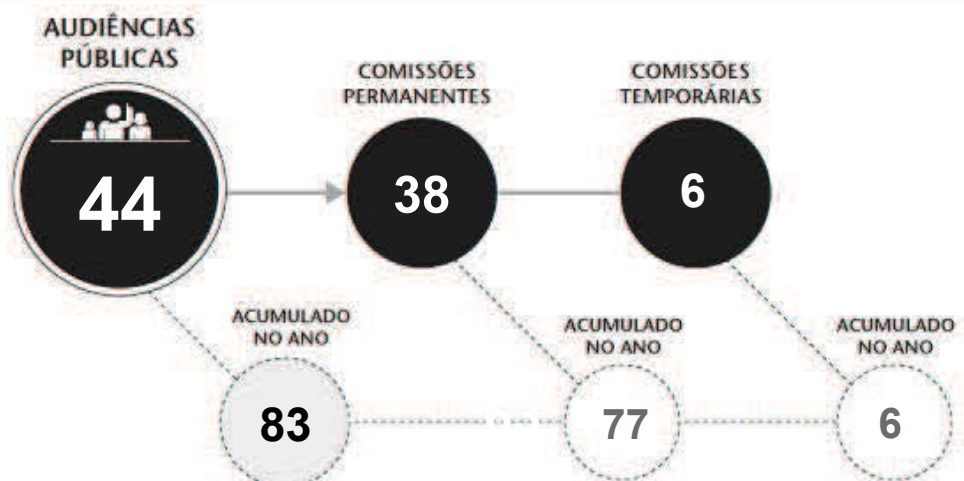 AUDIÊNCIAS
PÚBLICAS
44
COMISSÕES
PERMANENTES
38
COMISSÕES
TEMPORÁRIAS
6
ACUMULADO
NO ANO
83
ACUMULADO
NO ANO
77
ACUMULADO
NO ANO
6